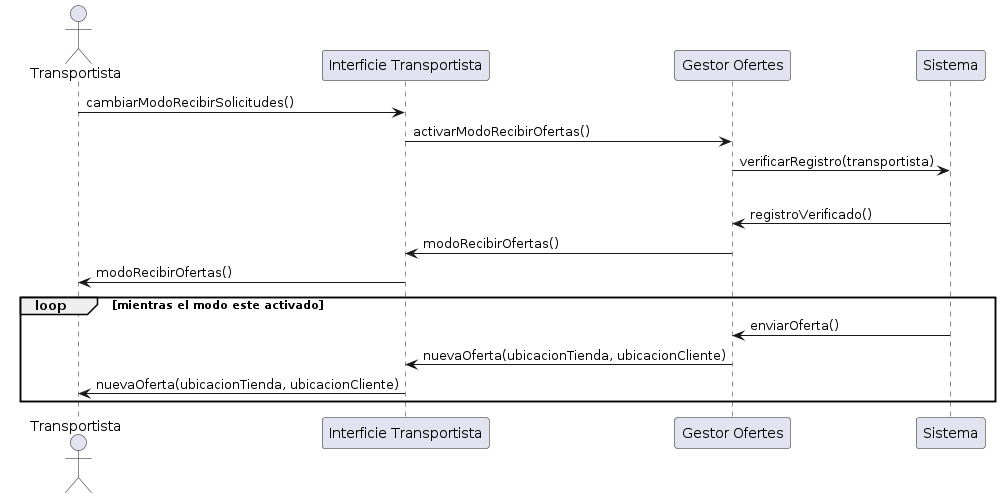 Transportista
Interficie Transportista
Gestor Ofertes
Sistema
cambiarModoRecibirSolicitudes()
activarModoRecibirOfertas()
verificarRegistro(transportista)
registroVerificado()
modoRecibirOfertas()
modoRecibirOfertas()
loop [mientras el modo este activado]
enviarOferta()
nuevaOferta(ubicacionTienda, ubicacionCliente)
nuevaOferta(ubicacionTienda, ubicacionCliente)
Transportista
Interficie Transportista
Gestor Ofertes
Sistema